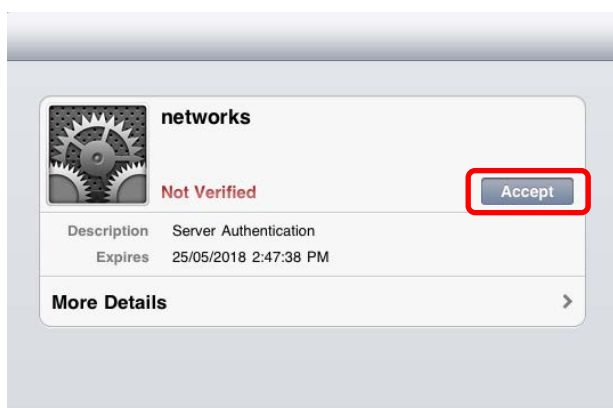 networks
Not Verified
Accept
Description Server Authentication
Expires 25/05/2018 2:47:38 PM
More Details